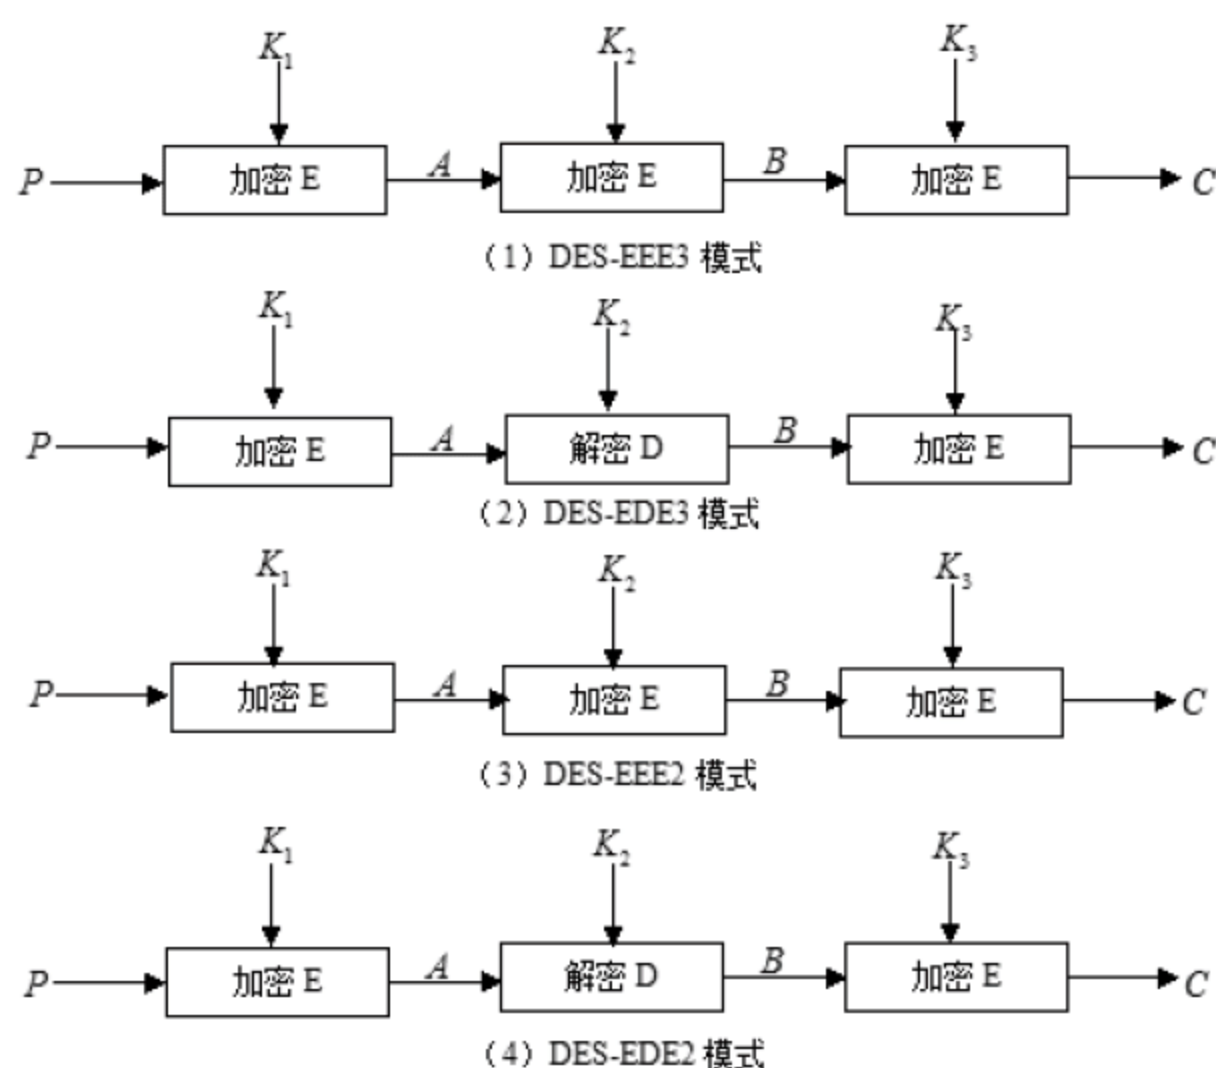 K₁ K₂ K₃
P 加密 E A 加密 E B 加密 E C
（1）DES-EEE3 模式
K₁ K₂ K₃
P 加密 E A 解密 D B 加密 E C
（2）DES-EDE3 模式
K₁ K₂ K₃
P 加密 E A 加密 E B 加密 E C
（3）DES-EEE2 模式
K₁ K₂ K₃
P 加密 E A 解密 D B 加密 E C
（4）DES-EDE2 模式